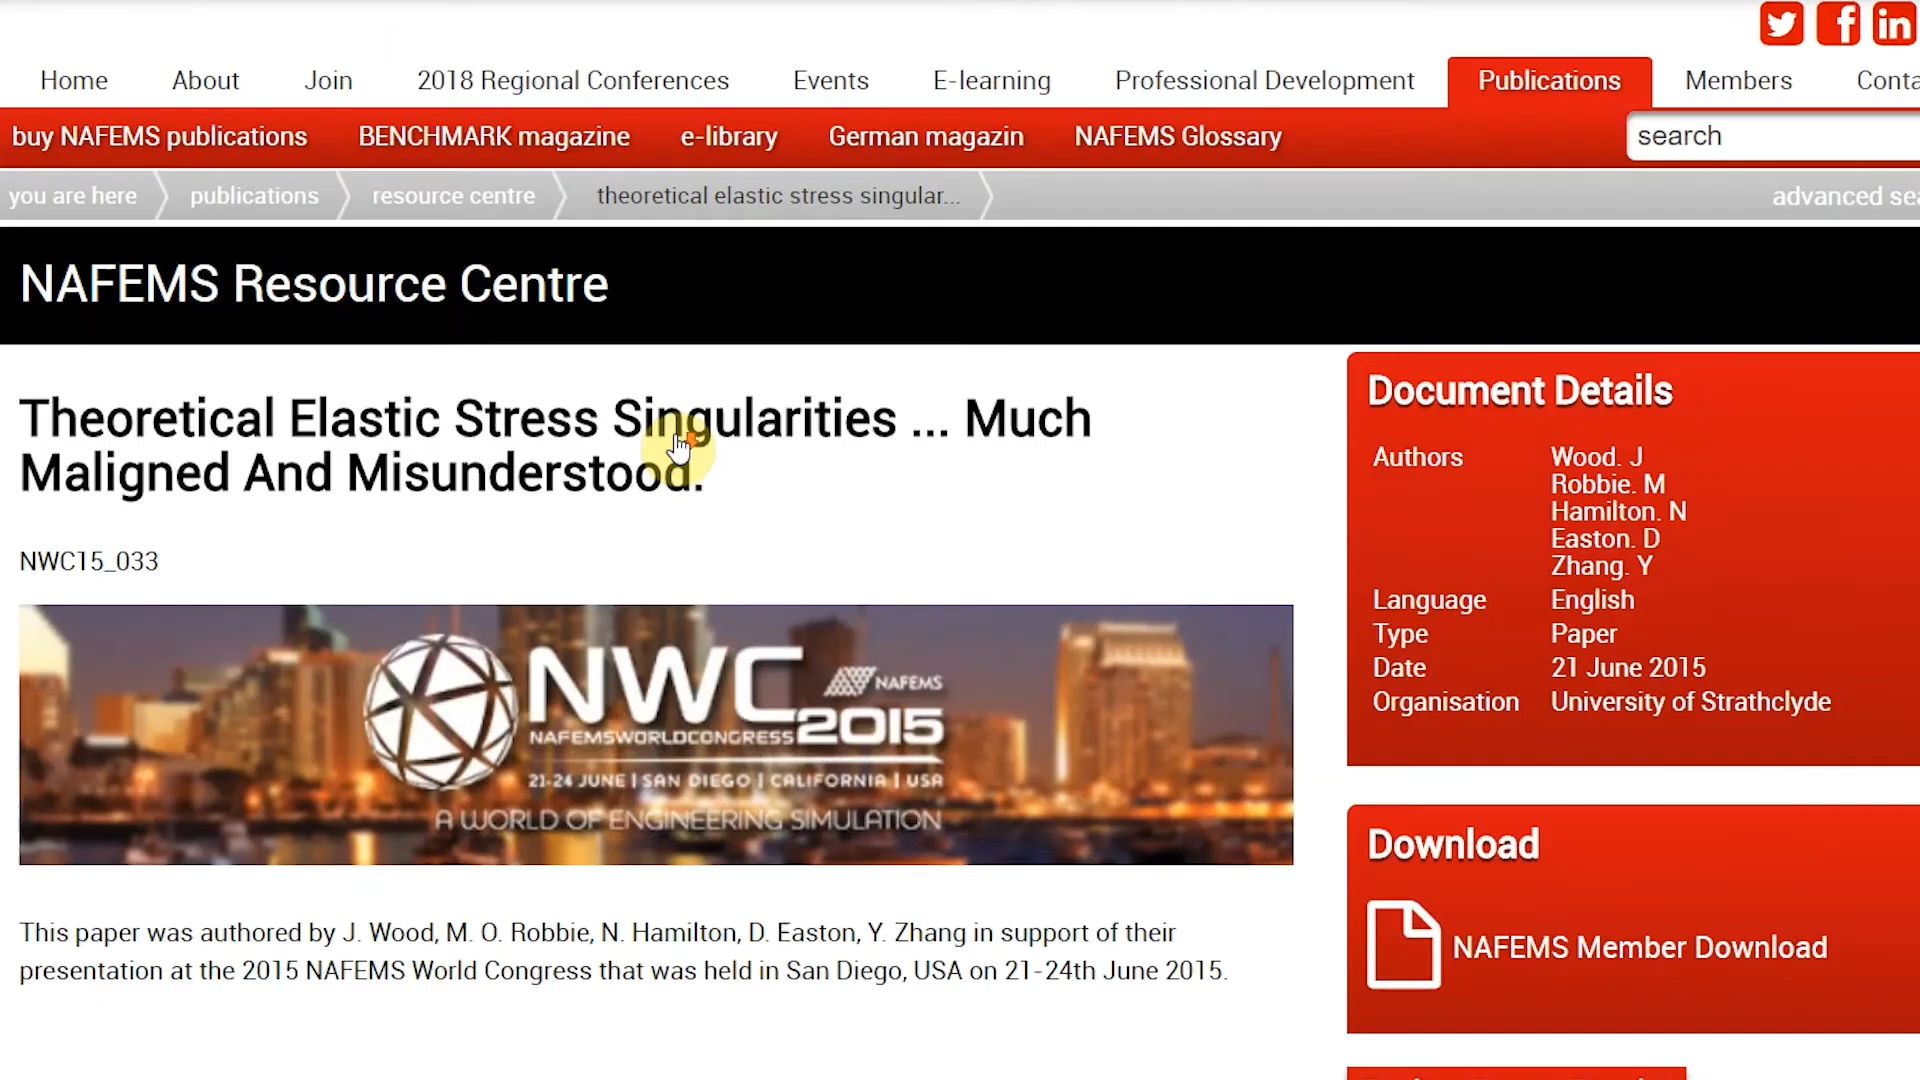 Home About Join 2018 Regional Conferences Events E-learning Professional Development Publications Members Conta
buy NAFEMS publications BENCHMARK magazine e-library German magazin NAFEMS Glossary search
you are here publications resource centre theoretical elastic stress singular... advanced sea
NAFEMS Resource Centre
Theoretical Elastic Stress Singularities ... Much
Maligned And Misunderstood.
NWC15_033
NWC NAFEMS
2015
NAFEMSWORLDCONGRESS
21-24 JUNE | SAN DIEGO | CALIFORNIA | USA
A WORLD OF ENGINEERING SIMULATION
This paper was authored by J. Wood, M. O. Robbie, N. Hamilton, D. Easton, Y. Zhang in support of their
presentation at the 2015 NAFEMS World Congress that was held in San Diego, USA on 21-24th June 2015.
Document Details
Authors Wood. J
Robbie. M
Hamilton. N
Easton. D
Zhang. Y
Language English
Type Paper
Date 21 June 2015
Organisation University of Strathclyde
Download
NAFEMS Member Download